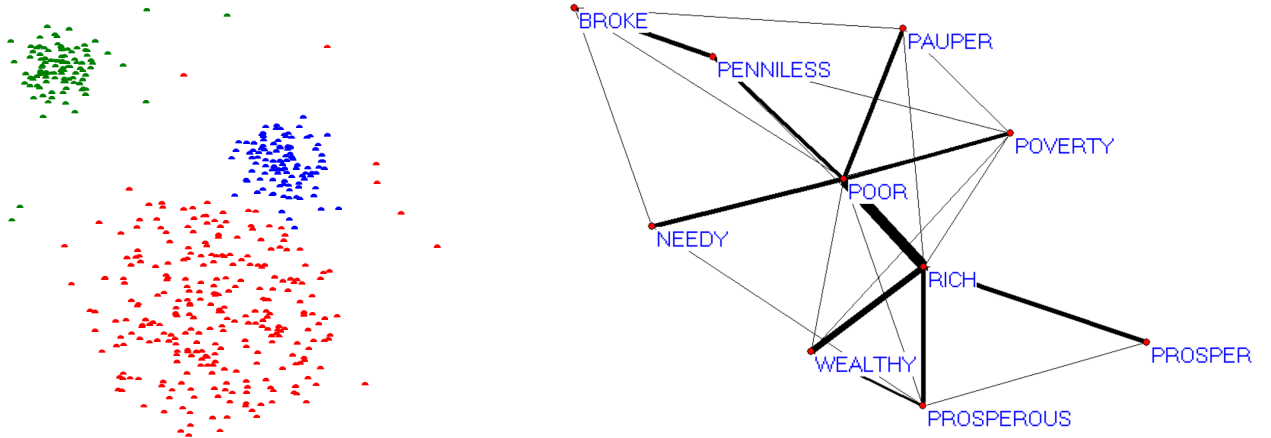 BROKE
PAUPER
PENNILESS
POVERTY
POOR
NEEDY
RICH
WEALTHY
PROSPER
PROSPEROUS